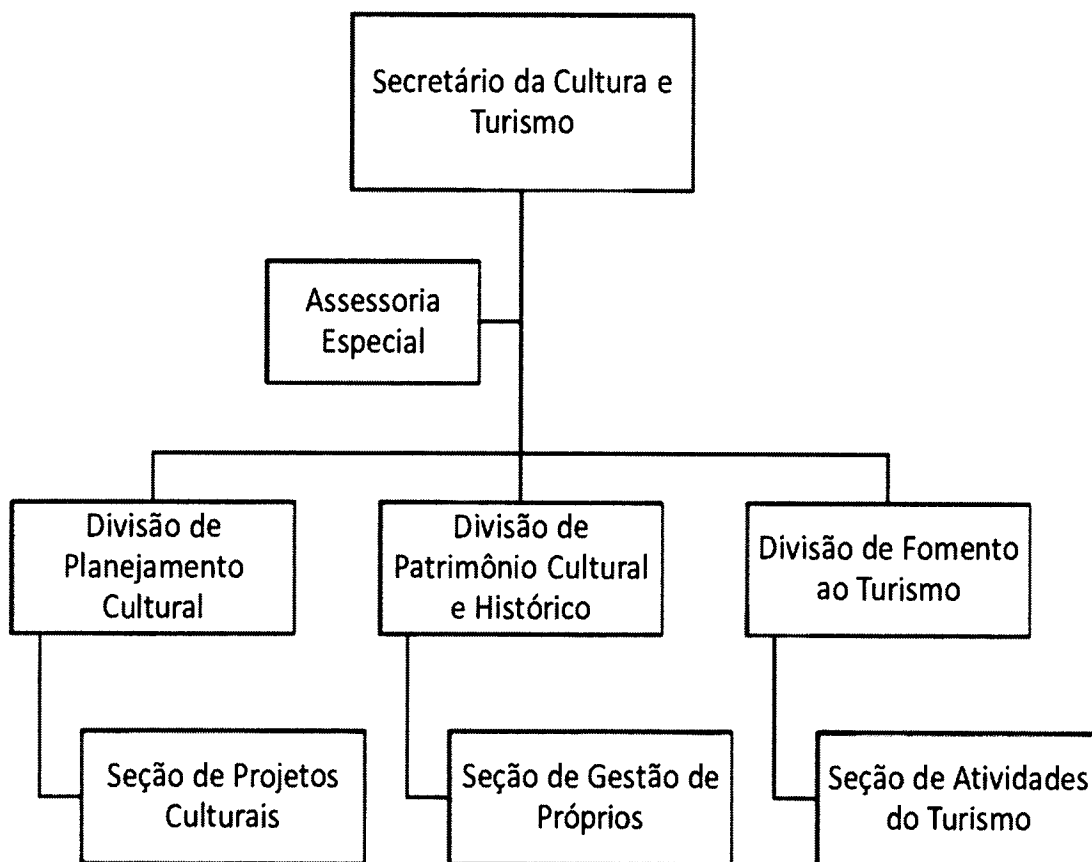 Secretário da Cultura e
Turismo
Assessoria
Especial
Divisão de
Planejamento
Cultural
Divisão de
Patrimônio Cultural
e Histórico
Divisão de Fomento
ao Turismo
Seção de Projetos
Culturais
Seção de Gestão de
Próprios
Seção de Atividades
do Turismo